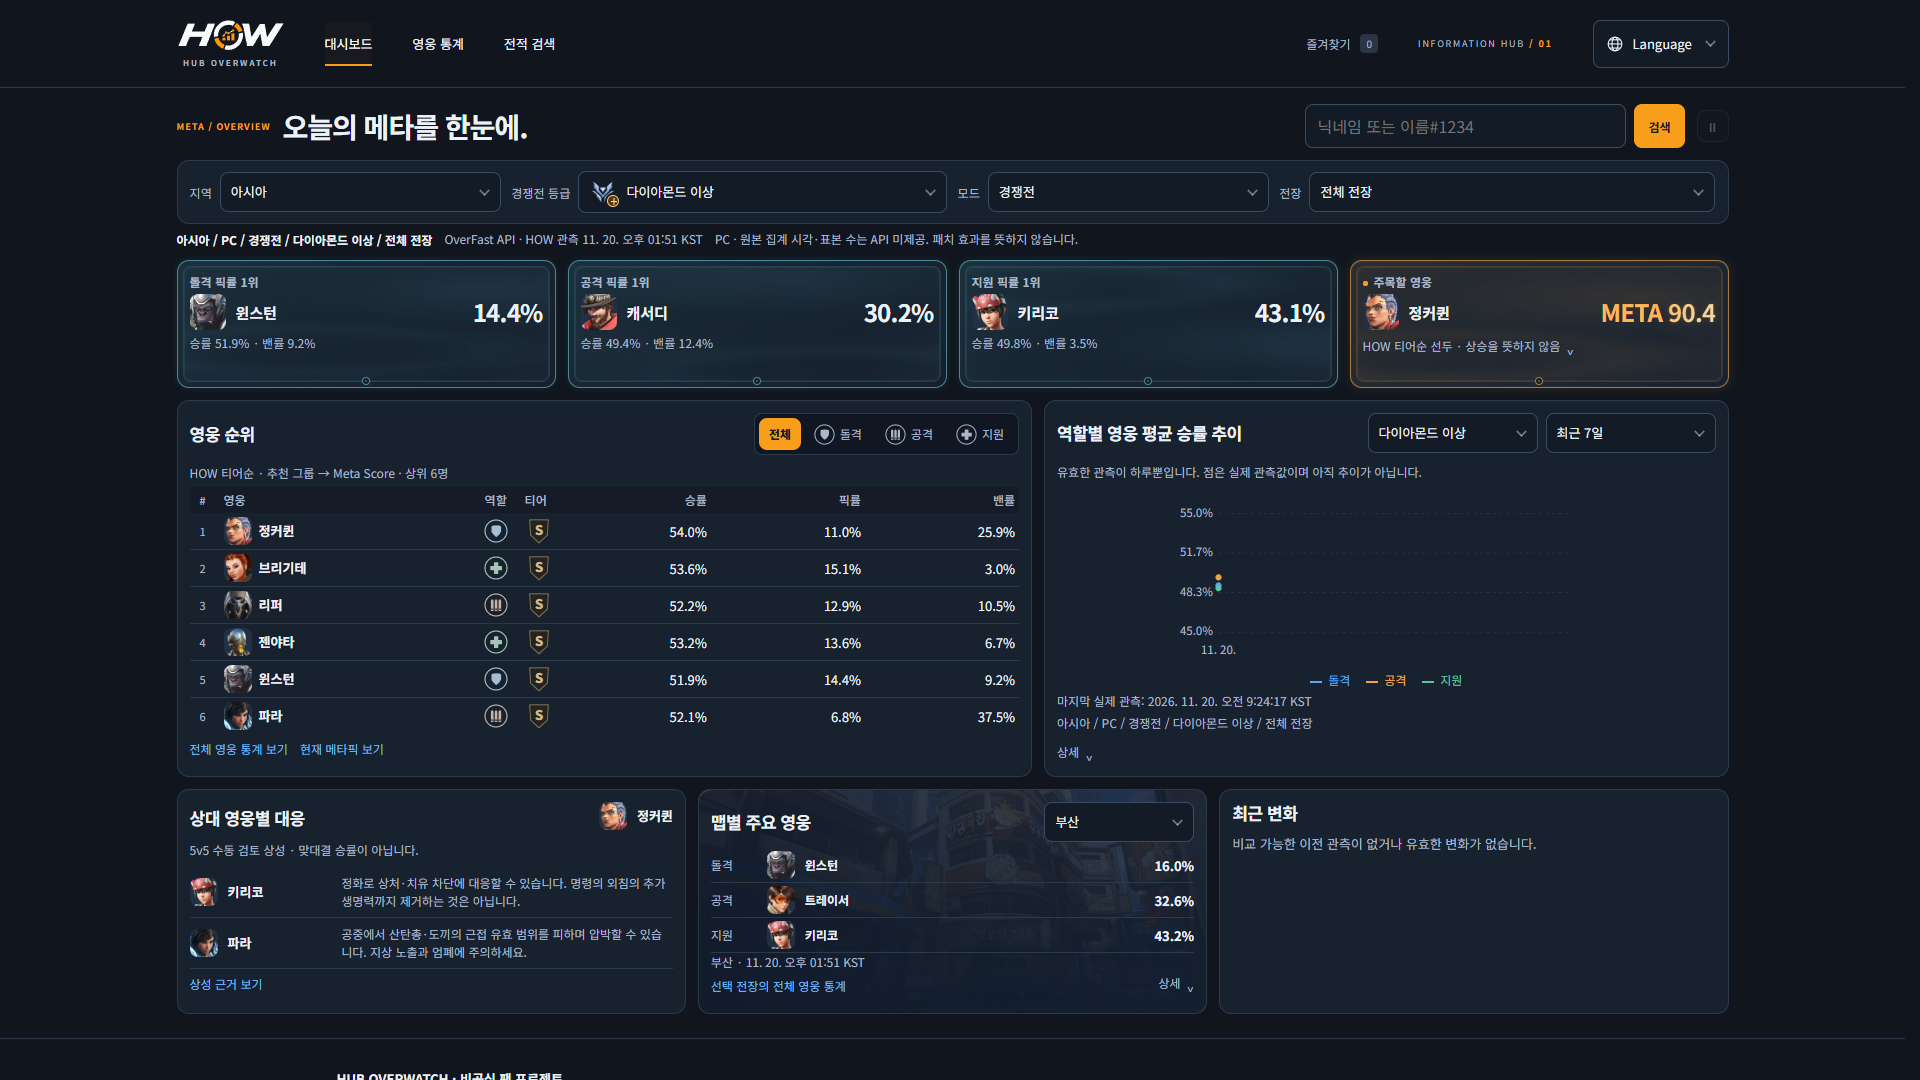 HOW
HUB OVERWATCH
대시보드
영웅 통계
전적 검색
즐겨찾기 0
INFORMATION HUB / 01
Language
META / OVERVIEW
오늘의 메타를 한눈에.
닉네임 또는 이름#1234
검색
지역
아시아
경쟁전 등급
다이아몬드 이상
모드
경쟁전
전장
전체 전장
아시아 / PC / 경쟁전 / 다이아몬드 이상 / 전체 전장
OverFast API · HOW 관측 11. 20. 오후 01:51 KST
PC · 원본 집계 시각·표본 수는 API 미제공. 패치 효과를 뜻하지 않습니다.
돌격 픽률 1위
윈스턴
14.4%
승률 51.9% · 밴률 9.2%
공격 픽률 1위
캐서디
30.2%
승률 49.4% · 밴률 12.4%
지원 픽률 1위
키리코
43.1%
승률 49.8% · 밴률 3.5%
주목할 영웅
정커퀸
META 90.4
HOW 티어순 선두 · 상승을 뜻하지 않음
영웅 순위
전체
돌격
공격
지원
HOW 티어순 · 추천 그룹 → Meta Score · 상위 6명
# 영웅 역할 티어 승률 픽률 밴률
1 정커퀸 S 54.0% 11.0% 25.9%
2 브리기테 S 53.6% 15.1% 3.0%
3 리퍼 S 52.2% 12.9% 10.5%
4 젠야타 S 53.2% 13.6% 6.7%
5 윈스턴 S 51.9% 14.4% 9.2%
6 파라 S 52.1% 6.8% 37.5%
전체 영웅 통계 보기
현재 메타픽 보기
역할별 영웅 평균 승률 추이
다이아몬드 이상
최근 7일
유효한 관측이 하루뿐입니다. 점은 실제 관측값이며 아직 추이가 아닙니다.
55.0%
51.7%
48.3%
45.0%
11. 20.
돌격
공격
지원
마지막 실제 관측: 2026. 11. 20. 오전 9:24:17 KST
아시아 / PC / 경쟁전 / 다이아몬드 이상 / 전체 전장
상세
상대 영웅별 대응
정커퀸
5v5 수동 검토 상성 · 맞대결 승률이 아닙니다.
키리코
정화로 상처·치유 차단에 대응할 수 있습니다. 명령의 외침의 추가
생명력까지 제거하는 것은 아닙니다.
파라
공중에서 산탄총·도끼의 근접 유효 범위를 피하며 압박할 수 있습
니다. 지상 노출과 엄폐에 주의하세요.
상성 근거 보기
맵별 주요 영웅
부산
돌격 윈스턴 16.0%
공격 트레이서 32.6%
지원 키리코 43.2%
부산 · 11. 20. 오후 01:51 KST
선택 전장의 전체 영웅 통계
상세
최근 변화
비교 가능한 이전 관측이 없거나 유효한 변화가 없습니다.
HUB OVERWATCH · 비공식 팬 프로젝트